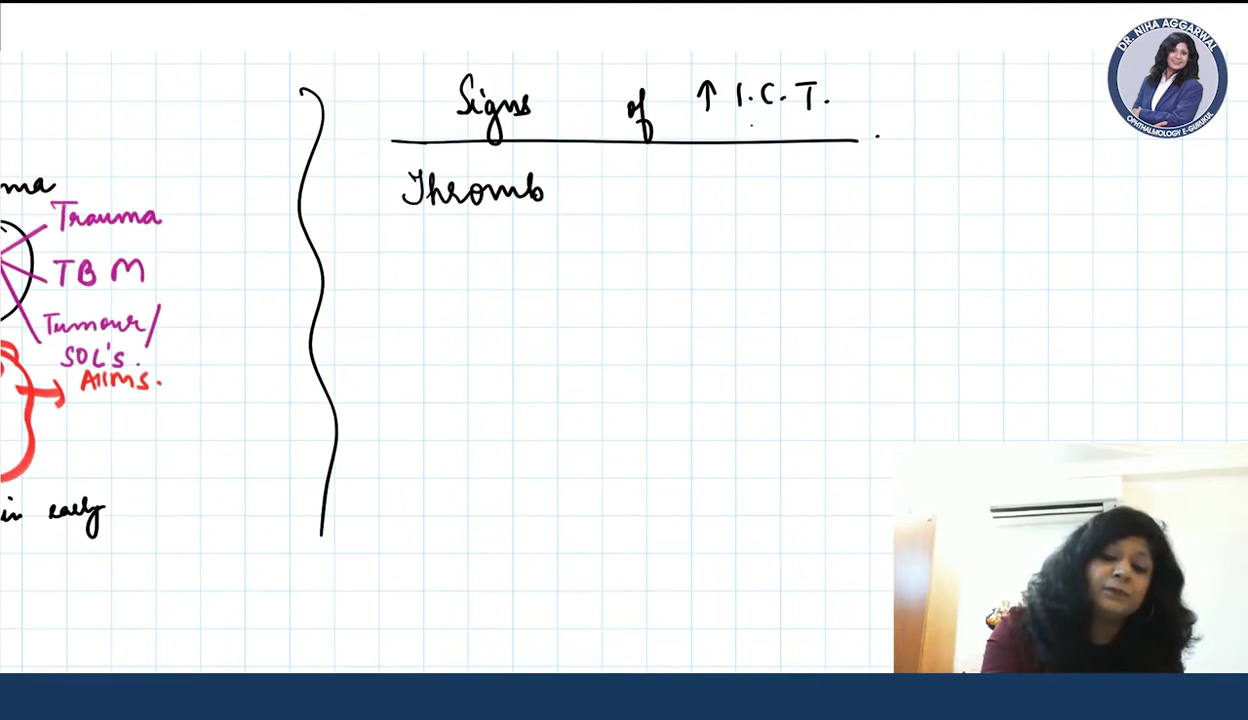 Signs of ↑ I.C.T.
Thromb
ma
Trauma
TBM
Tumour/
SOL's.
AIIMS.
in early
DR. NIHA AGGARWAL
OPHTHALMOLOGY E-GURUKUL